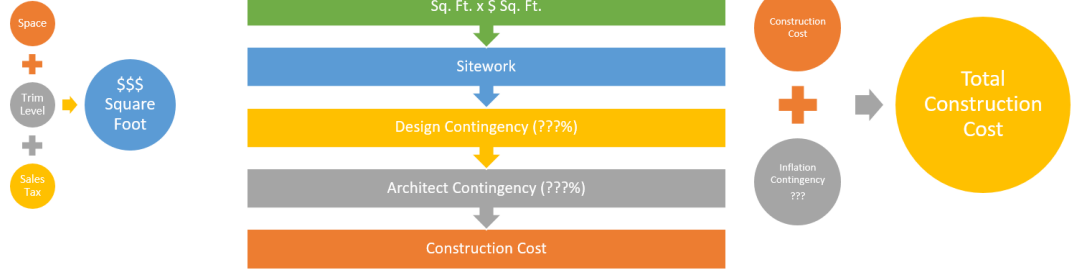 Space
Trim
Level
Sales
Tax
$$$
Square
Foot
Sq. Ft. x $ Sq. Ft.
Sitework
Design Contingency (???%)
Architect Contingency (???%)
Construction Cost
Construction
Cost
Inflation
Contingency
???
Total
Construction
Cost